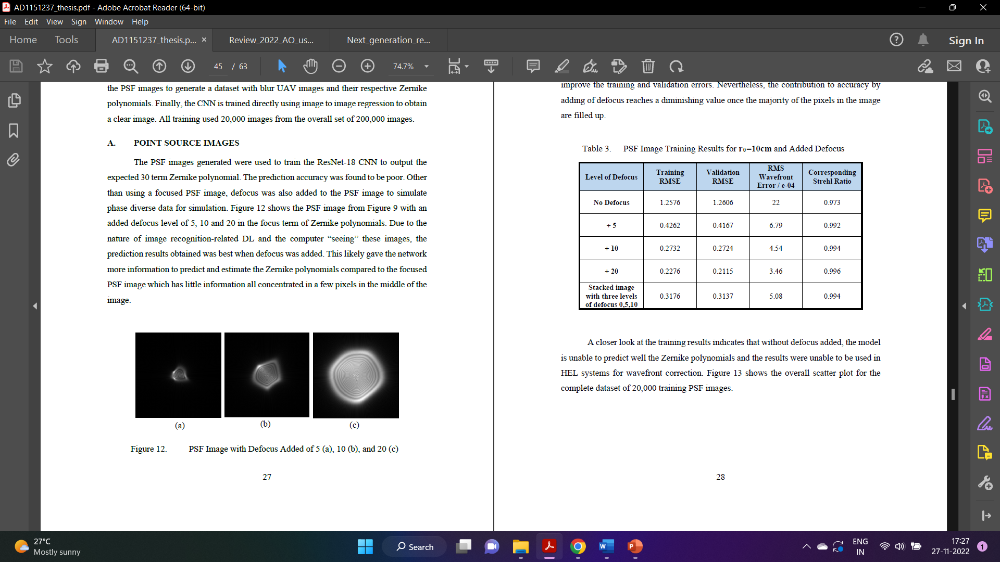 AD1151237_thesis.pdf - Adobe Acrobat Reader (64-bit)
File Edit View Sign Window Help
Home Tools AD1151237_thesis.p... × Review_2022_AO_us... Next_generation_re... Sign In
45 / 63 74.7%
the PSF images to generate a dataset with blur UAV images and their respective Zernike
polynomials. Finally, the CNN is trained directly using image to image regression to obtain
a clear image. All training used 20,000 images from the overall set of 200,000 images.
A. POINT SOURCE IMAGES
The PSF images generated were used to train the ResNet-18 CNN to output the
expected 30 term Zernike polynomial. The prediction accuracy was found to be poor. Other
than using a focused PSF image, defocus was also added to the PSF image to simulate
phase diverse data for simulation. Figure 12 shows the PSF image from Figure 9 with an
added defocus level of 5, 10 and 20 in the focus term of Zernike polynomials. Due to the
nature of image recognition-related DL and the computer “seeing” these images, the
prediction results obtained was best when defocus was added. This likely gave the network
more information to predict and estimate the Zernike polynomials compared to the focused
PSF image which has little information all concentrated in a few pixels in the middle of the
image.
(a) (b) (c)
Figure 12. PSF Image with Defocus Added of 5 (a), 10 (b), and 20 (c)
27
improve the training and validation errors. Nevertheless, the contribution to accuracy by
adding of defocus reaches a diminishing value once the majority of the pixels in the image
are filled up.
Table 3. PSF Image Training Results for r0=10cm and Added Defocus
Level of Defocus Training RMSE Validation RMSE RMS Wavefront Error / e-04 Corresponding Strehl Ratio
No Defocus 1.2576 1.2606 22 0.973
+ 5 0.4262 0.4167 6.79 0.992
+ 10 0.2732 0.2724 4.54 0.994
+ 20 0.2276 0.2115 3.46 0.996
Stacked image with three levels of defocus 0,5,10 0.3176 0.3137 5.08 0.994
A closer look at the training results indicates that without defocus added, the model
is unable to predict well the Zernike polynomials and the results were unable to be used in
HEL systems for wavefront correction. Figure 13 shows the overall scatter plot for the
complete dataset of 20,000 training PSF images.
28
27°C
Mostly sunny
Search
ENG
IN
17:27
27-11-2022
1